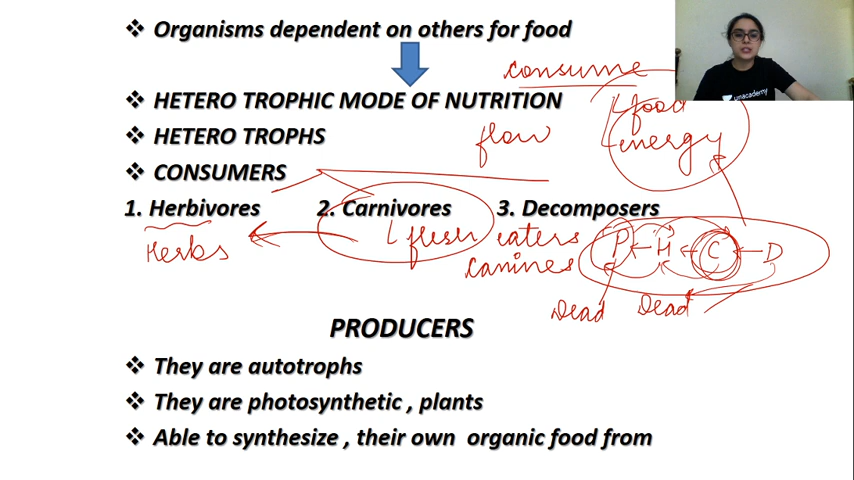 ❖ Organisms dependent on others for food
consume
unacademy
❖ HETERO TROPHIC MODE OF NUTRITION
food
❖ HETERO TROPHS
flow energy
❖ CONSUMERS
1. Herbivores 2. Carnivores 3. Decomposers
Herbs
flesh eaters
canines
P H C D
Dead Dead
PRODUCERS
❖ They are autotrophs
❖ They are photosynthetic , plants
❖ Able to synthesize , their own organic food from